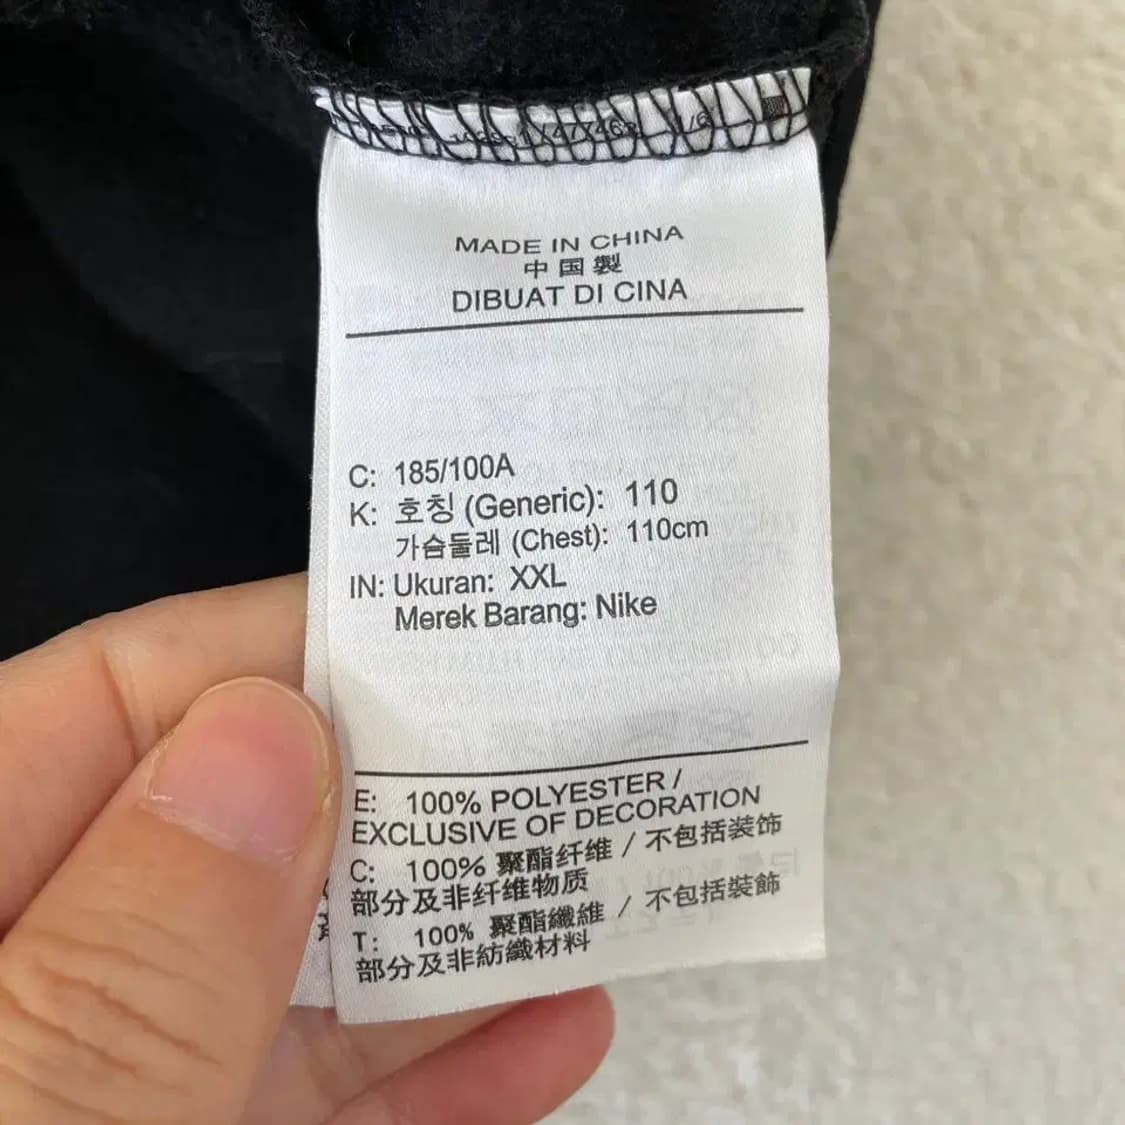 MADE IN CHINA
中国製
DIBUAT DI CINA
C: 185/100A
K: 호칭 (Generic): 110
가슴둘레 (Chest): 110cm
IN: Ukuran: XXL
Merek Barang: Nike
E: 100% POLYESTER /
EXCLUSIVE OF DECORATION
C: 100% 聚酯纤维 / 不包括装饰
部分及非纤维物质
T: 100% 聚酯纖維 / 不包括裝飾
部分及非紡織材料